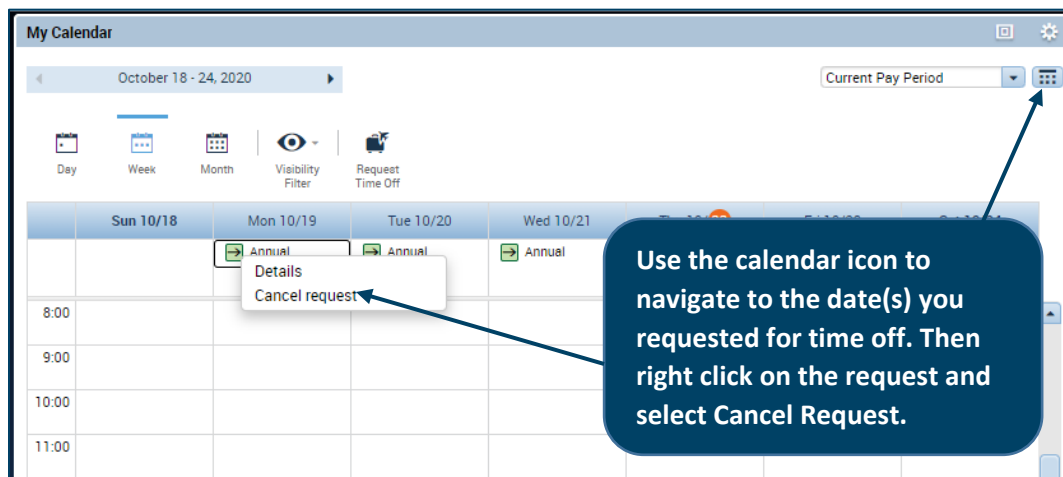 My Calendar
October 18 - 24, 2020
Current Pay Period
Day
Week
Month
Visibility
Filter
Request
Time Off
Sun 10/18
Mon 10/19
Tue 10/20
Wed 10/21
Annual
Annual
Annual
Details
Cancel request
8:00
9:00
10:00
11:00
Use the calendar icon to
navigate to the date(s) you
requested for time off. Then
right click on the request and
select Cancel Request.